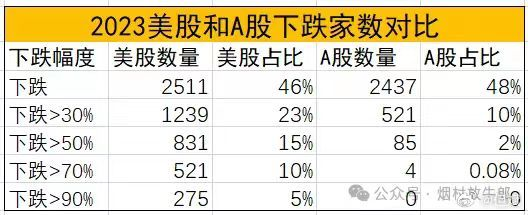 2023美股和A股下跌家数对比
下跌幅度 美股数量 美股占比 A股数量 A股占比
下跌 2511 46% 2437 48%
下跌>30% 1239 23% 521 10%
下跌>50% 831 15% 85 2%
下跌>70% 521 10% 4 0.08%
下跌>90% 275 5% 0 0
公众号·烟村放牛郎